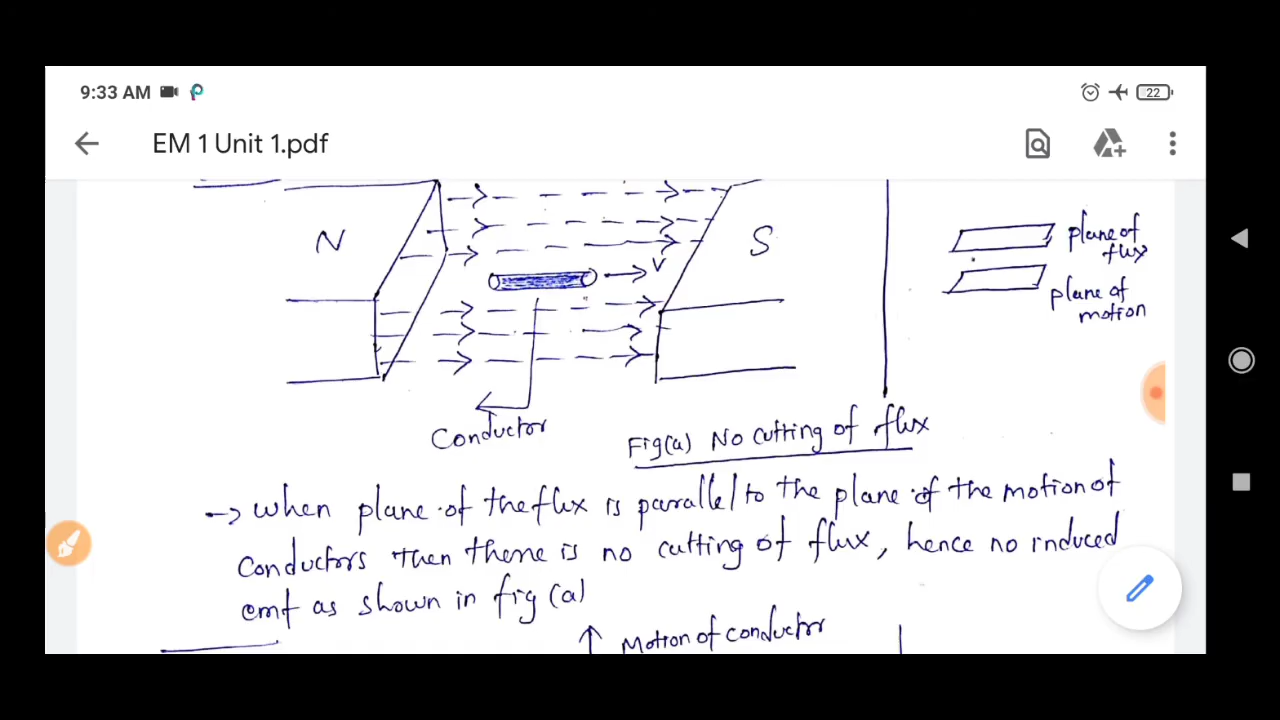 9:33 AM
22
EM 1 Unit 1.pdf
N
S
V
plane of
flux
plane of
motion
Conductor
Fig(a) No cutting of flux
→ when plane of the flux is parallel to the plane of the motion of
conductors then there is no cutting of flux, hence no induced
emf as shown in fig (a)
↑ Motion of conductor